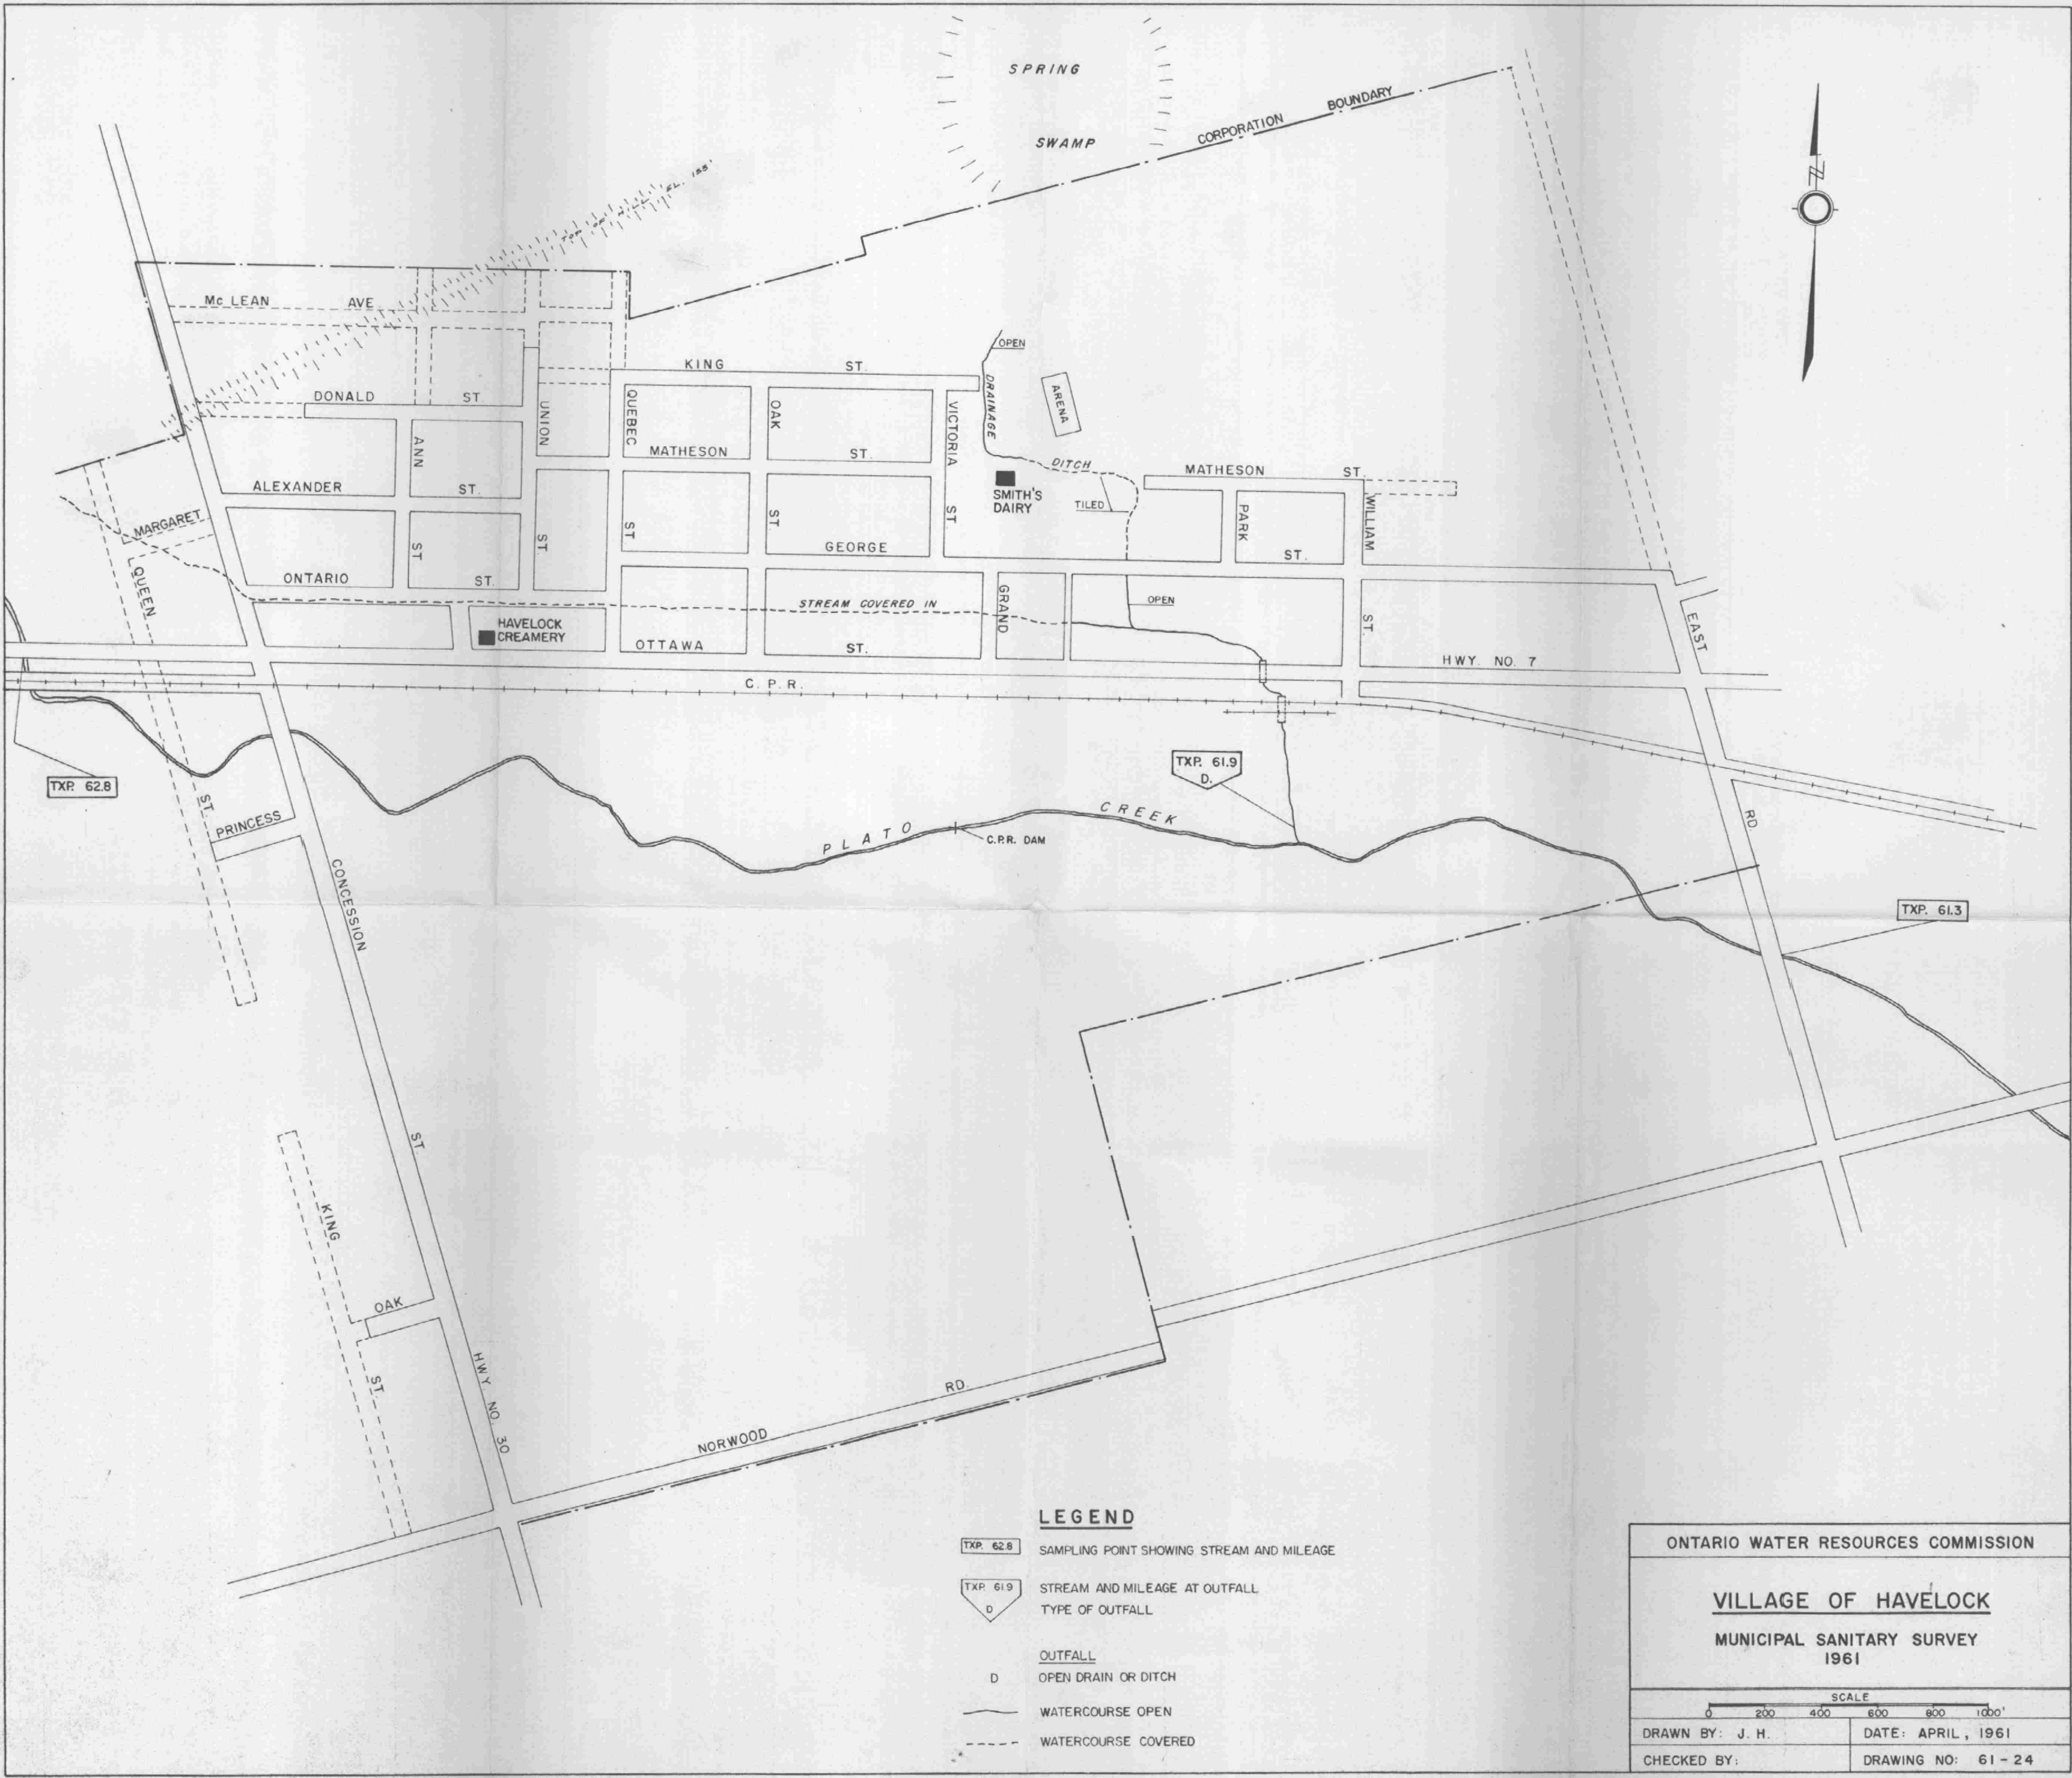 SPRING
SWAMP
CORPORATION BOUNDARY
N
TOP OF HILL EL. 155'
Mc LEAN AVE.
KING ST.
OPEN
DRAINAGE
ARENA
DONALD ST.
UNION
QUEBEC
OAK
VICTORIA
ANN
MATHESON ST.
DITCH
MATHESON ST.
ALEXANDER ST.
SMITH'S
DAIRY
TILED
MARGARET
ST
ST
ST.
ST
ST
PARK
WILLIAM
GEORGE ST.
ONTARIO ST.
QUEEN
STREAM COVERED IN
GRAND
OPEN
HAVELOCK
CREAMERY
OTTAWA ST.
ST.
EAST
HWY. NO. 7
C. P. R.
TXP. 62.8
TXP. 61.9
D.
ST.
PRINCESS
PLATO CREEK
C.P.R. DAM
RD.
CONCESSION
TXP. 61.3
ST.
KING
OAK
ST.
HWY. NO. 30
NORWOOD RD.
LEGEND
TXP. 62.8 SAMPLING POINT SHOWING STREAM AND MILEAGE
TXP. 61.9 STREAM AND MILEAGE AT OUTFALL
D TYPE OF OUTFALL
OUTFALL
D OPEN DRAIN OR DITCH
WATERCOURSE OPEN
WATERCOURSE COVERED
ONTARIO WATER RESOURCES COMMISSION
VILLAGE OF HAVELOCK
MUNICIPAL SANITARY SURVEY
1961
SCALE
0 200 400 600 800 1000'
DRAWN BY: J. H. DATE: APRIL, 1961
CHECKED BY: DRAWING NO: 61-24